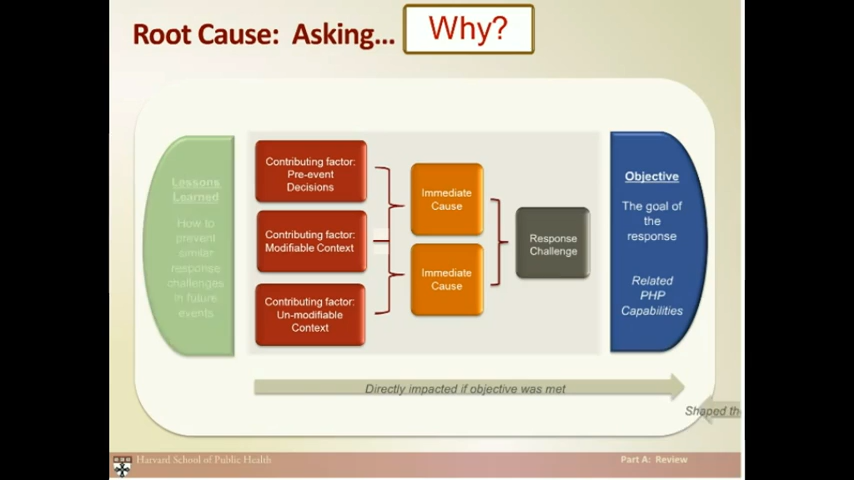 Root Cause: Asking...
Why?
Lessons
Learned
How to
prevent
similar
response
challenges
in future
events
Contributing factor:
Pre-event
Decisions
Contributing factor:
Modifiable Context
Contributing factor:
Un-modifiable
Context
Immediate
Cause
Immediate
Cause
Response
Challenge
Objective
The goal of
the
response
Related
PHP
Capabilities
Directly impacted if objective was met
Shaped th
Harvard School of Public Health
Part A: Review